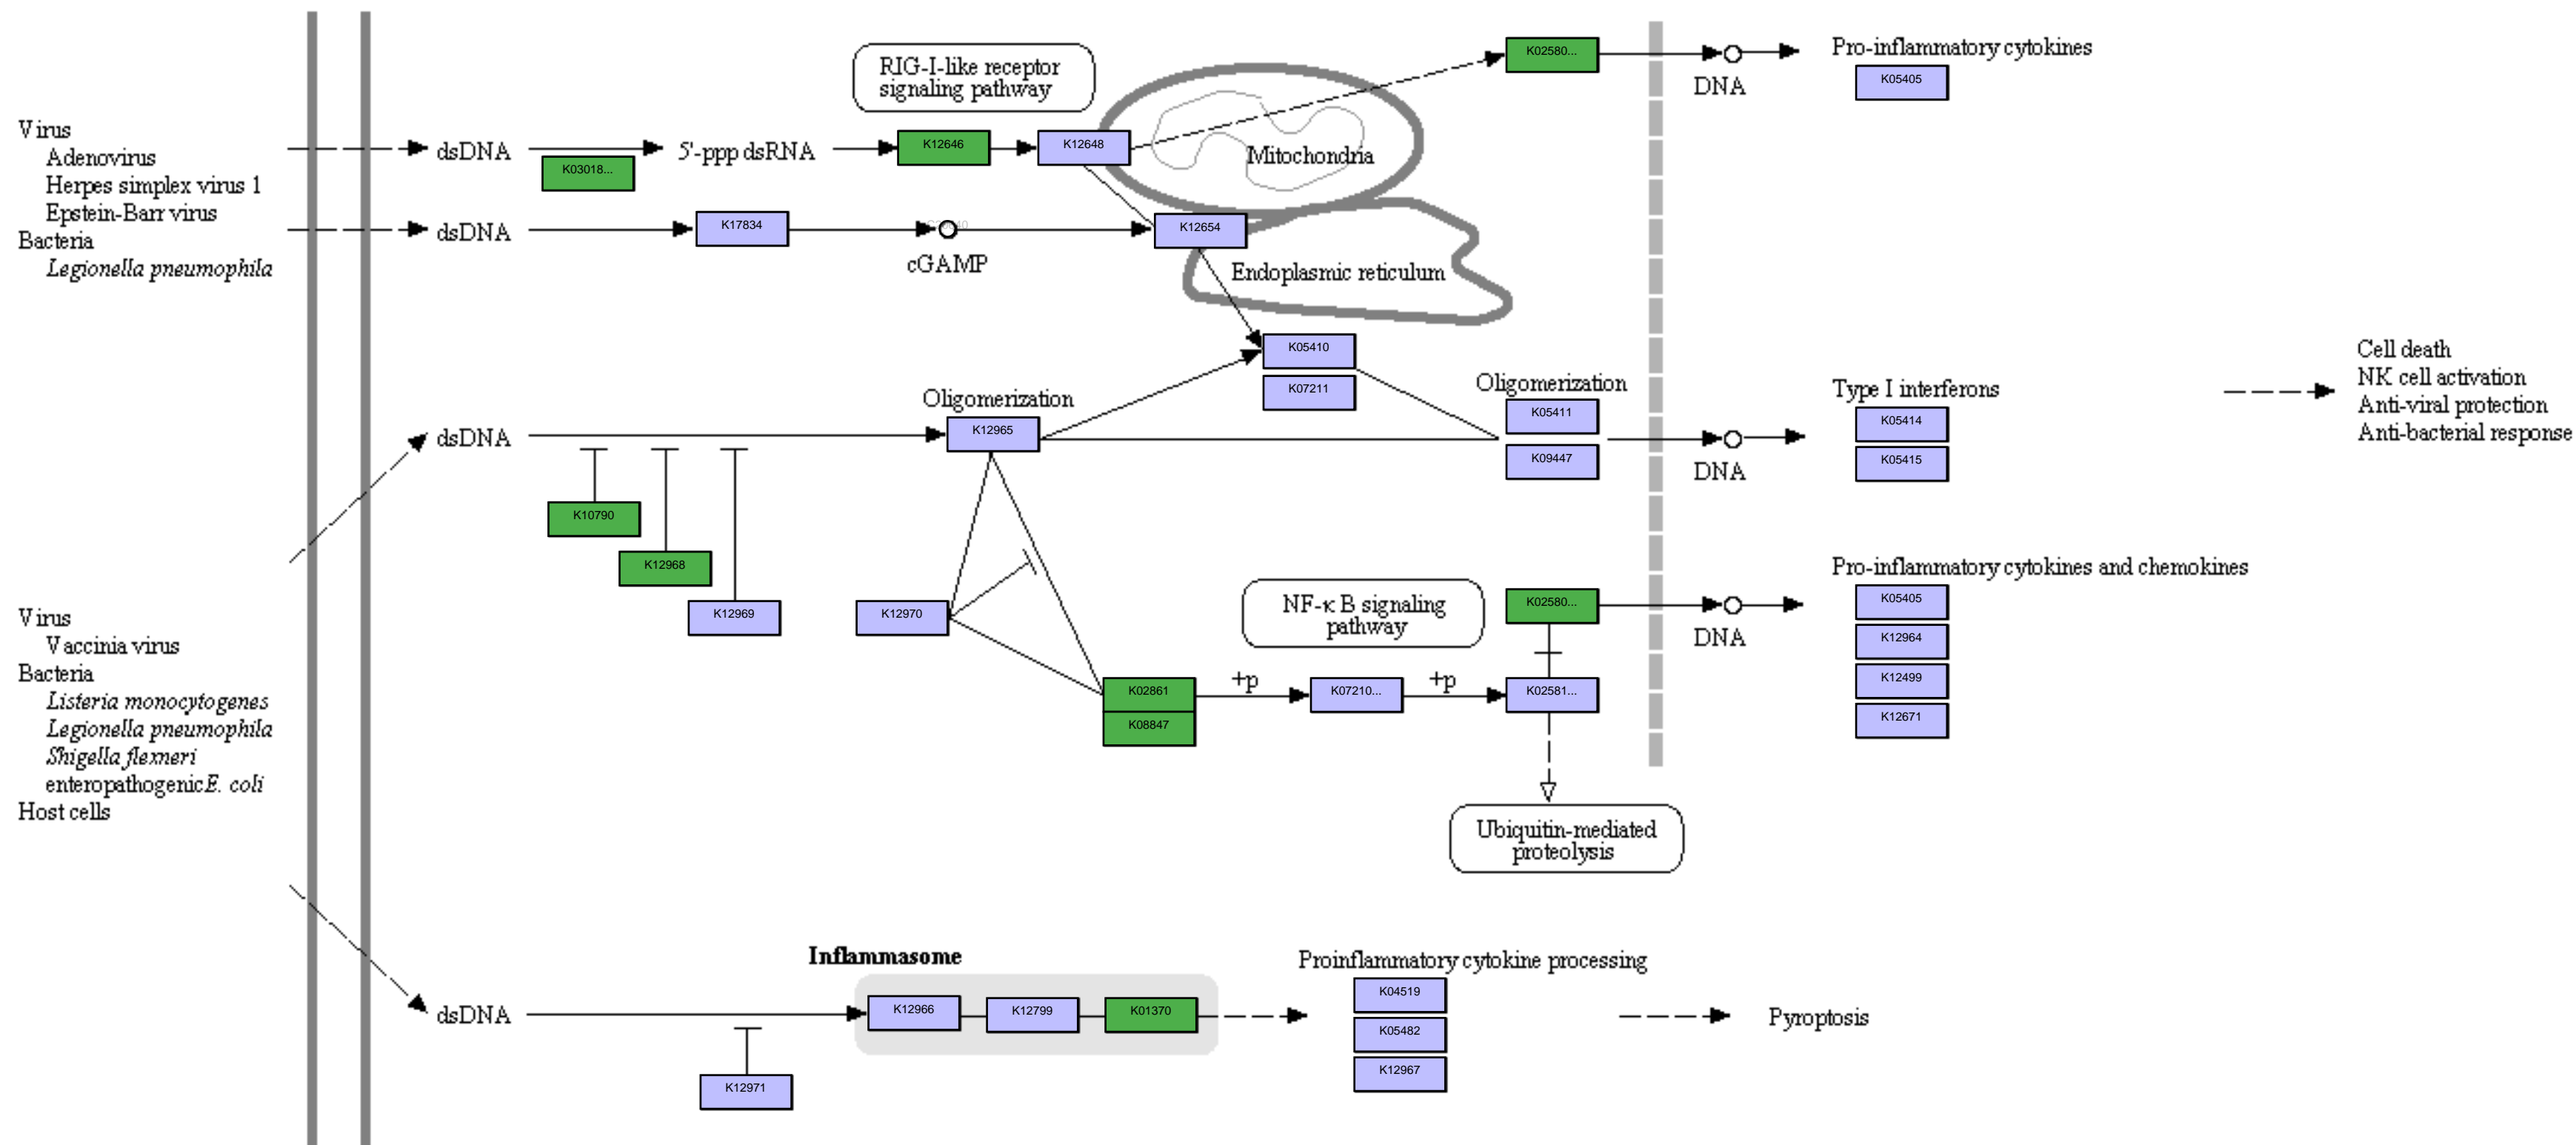 RIG-I-like receptor
signaling pathway
K02580...
Pro-inflammatory cytokines
K05405
DNA
Virus
Adenovirus
Herpes simplex virus 1
Epstein-Barr virus
Bacteria
Legionella pneumophila
dsDNA
K03018...
5'-ppp dsRNA
K12646
K12648
Mitochondria
dsDNA
K17834
cGAMP
K12654
Endoplasmic reticulum
K05410
K07211
Oligomerization
K12965
dsDNA
Oligomerization
K05411
K09447
DNA
Type I interferons
K05414
K05415
Cell death
NK cell activation
Anti-viral protection
Anti-bacterial response
K10790
K12968
K12969
K12970
NF-κB signaling
pathway
K02580...
DNA
Pro-inflammatory cytokines and chemokines
K05405
K12964
K12499
K12671
Virus
Vaccinia virus
Bacteria
Listeria monocytogenes
Legionella pneumophila
Shigella flexneri
enteropathogenic E. coli
Host cells
K02861
K08847
+p
K07210...
+p
K02581...
Ubiquitin-mediated
proteolysis
Inflammasome
dsDNA
K12966
K12799
K01370
K12971
Proinflammatory cytokine processing
K04519
K05482
K12967
Pyroptosis